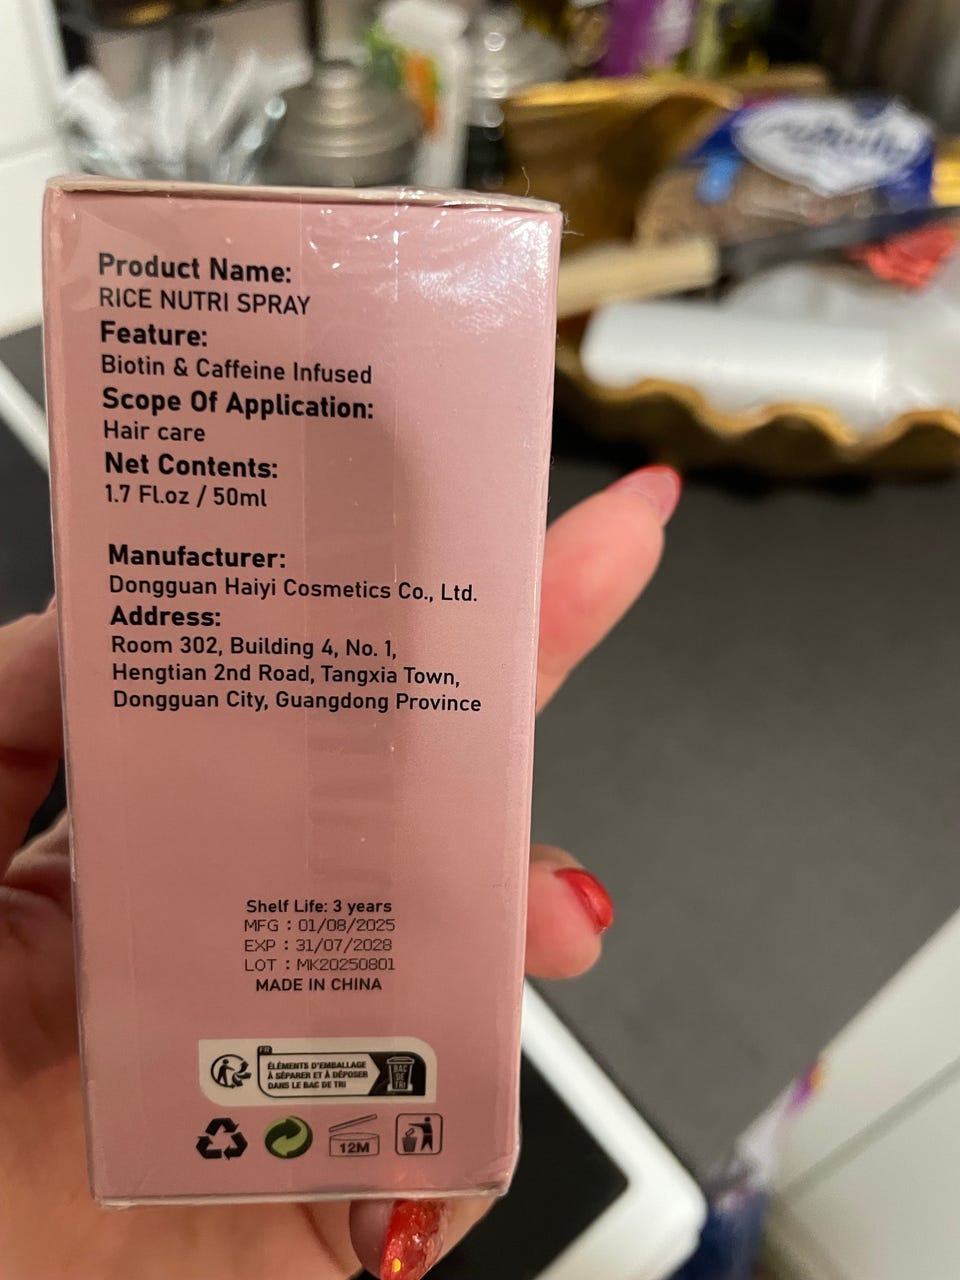 Product Name:
RICE NUTRI SPRAY
Feature:
Biotin & Caffeine Infused
Scope Of Application:
Hair care
Net Contents:
1.7 Fl.oz / 50ml
Manufacturer:
Dongguan Haiyi Cosmetics Co., Ltd.
Address:
Room 302, Building 4, No. 1,
Hengtian 2nd Road, Tangxia Town,
Dongguan City, Guangdong Province
Shelf Life: 3 years
MFG : 01/08/2025
EXP : 31/07/2028
LOT : MK20250801
MADE IN CHINA
FR
ÉLÉMENTS D'EMBALLAGE
À SÉPARER ET À DÉPOSER
DANS LE BAC DE TRI
BAC
DE
TRI
12M